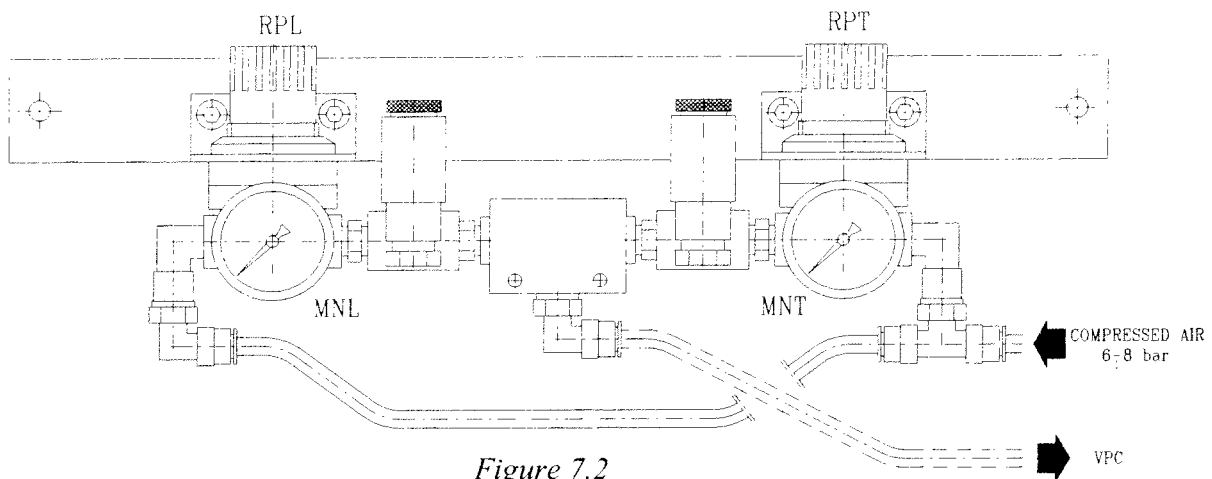 RPL
RPT
MNL
MNT
COMPRESSED AIR
6-8 bar
VPC
Figure 7.2